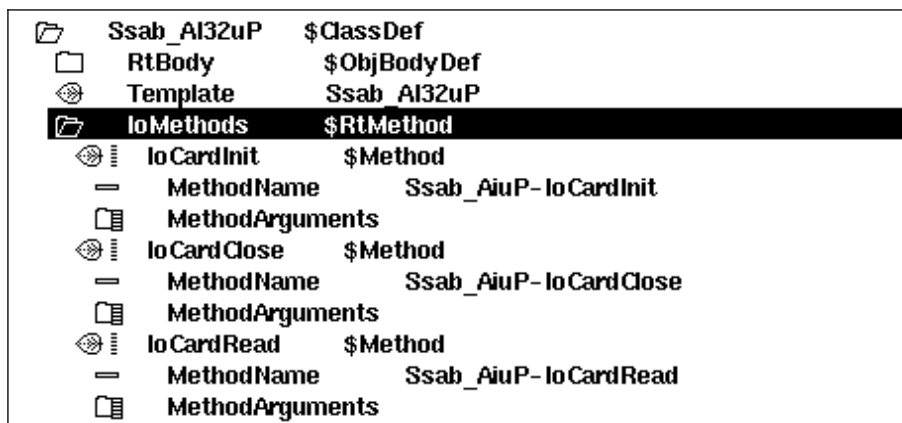 Ssab_AI32uP $ClassDef
RtBody $ObjBodyDef
Template Ssab_AI32uP
IoMethods $RtMethod
IoCardInit $Method
MethodName Ssab_AiuP-IoCardInit
MethodArguments
IoCardClose $Method
MethodName Ssab_AiuP-IoCardClose
MethodArguments
IoCardRead $Method
MethodName Ssab_AiuP-IoCardRead
MethodArguments